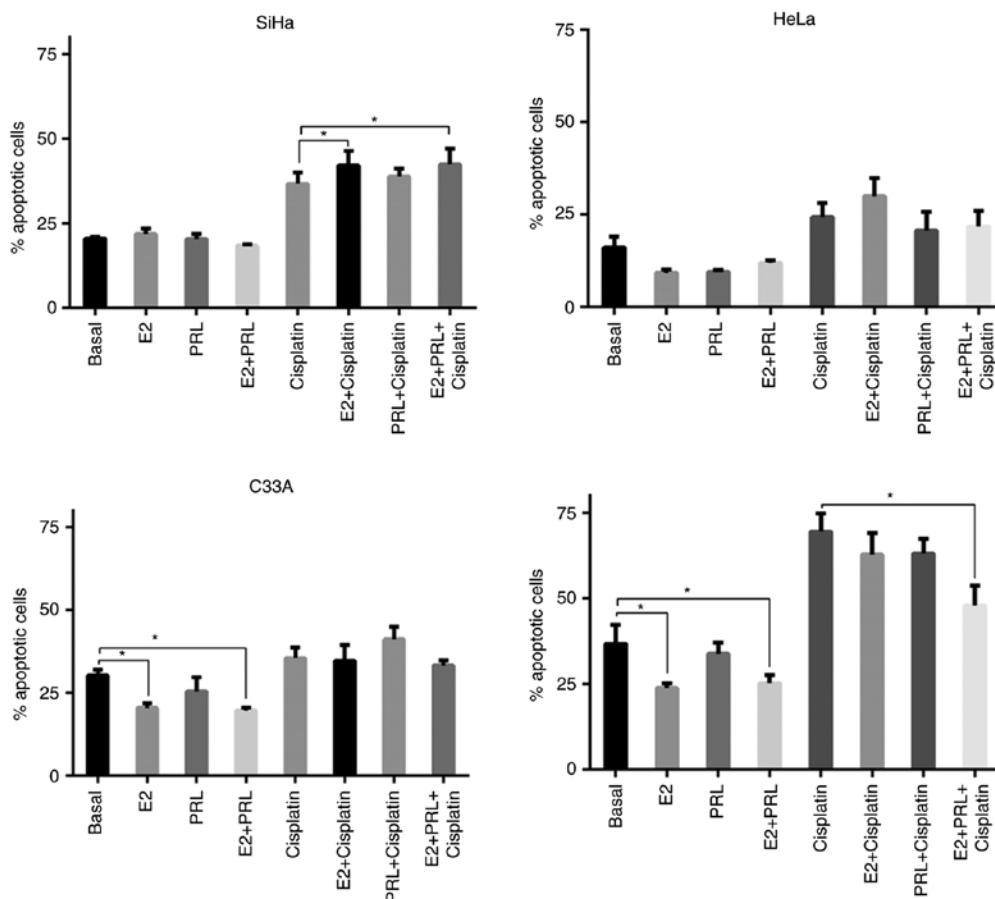 SiHa
75
50
25
0
% apoptotic cells
*
*
Basal
E2
PRL
E2+PRL
Cisplatin
E2+Cisplatin
PRL+Cisplatin
E2+PRL+
Cisplatin
HeLa
75
50
25
0
% apoptotic cells
Basal
E2
PRL
E2+PRL
Cisplatin
E2+Cisplatin
PRL+Cisplatin
E2+PRL+
Cisplatin
C33A
75
50
25
0
% apoptotic cells
*
*
Basal
E2
PRL
E2+PRL
Cisplatin
E2+Cisplatin
PRL+Cisplatin
E2+PRL+
Cisplatin
75
50
25
0
% apoptotic cells
*
*
*
Basal
E2
PRL
E2+PRL
Cisplatin
E2+Cisplatin
PRL+Cisplatin
E2+PRL+
Cisplatin